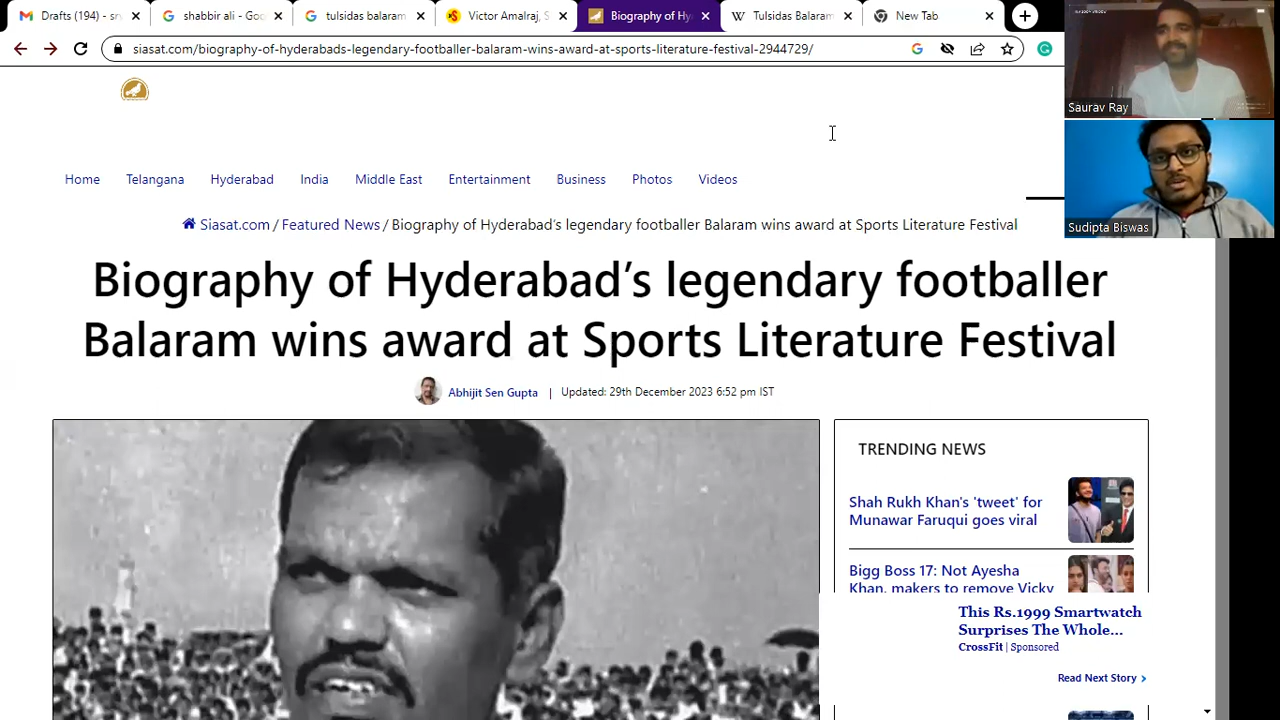 Drafts (194) - sr
shabbir ali - Goo
tulsidas balaram
Victor Amalraj, S
Biography of Hy
Tulsidas Balaram
New Tab
siasat.com/biography-of-hyderabads-legendary-footballer-balaram-wins-award-at-sports-literature-festival-2944729/
Saurav Ray
Sudipta Biswas
Home Telangana Hyderabad India Middle East Entertainment Business Photos Videos
Siasat.com / Featured News / Biography of Hyderabad's legendary footballer Balaram wins award at Sports Literature Festival
Biography of Hyderabad's legendary footballer
Balaram wins award at Sports Literature Festival
Abhijit Sen Gupta | Updated: 29th December 2023 6:52 pm IST
TRENDING NEWS
Shah Rukh Khan's 'tweet' for
Munawar Faruqui goes viral
Bigg Boss 17: Not Ayesha
Khan, makers to remove Vicky
This Rs.1999 Smartwatch
Surprises The Whole...
CrossFit | Sponsored
Read Next Story